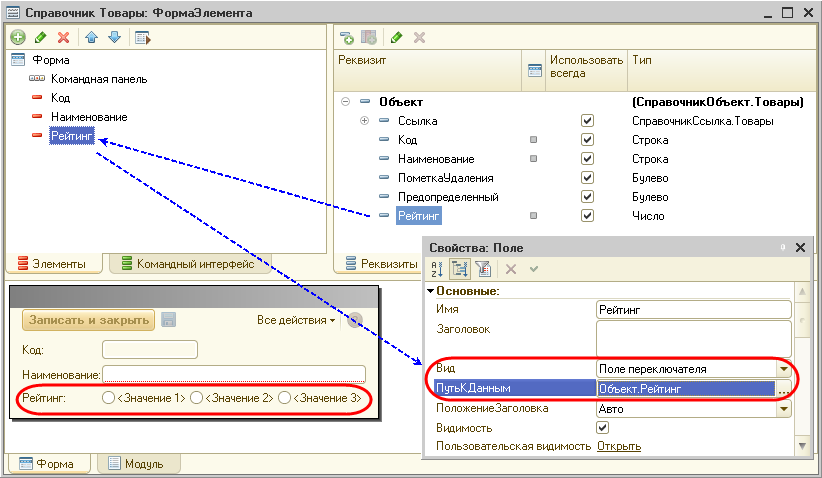 Справочник Товары: ФормаЭлемента
Форма
Командная панель
Код
Наименование
Рейтинг
Элементы
Командный интерфейс
Реквизит
Использовать всегда
Тип
Объект
(СправочникОбъект.Товары)
Ссылка
СправочникСсылка.Товары
Код
Строка
Наименование
Строка
ПометкаУдаления
Булево
Предопределенный
Булево
Рейтинг
Число
Реквизиты
Записать и закрыть
Все действия
Код:
Наименование:
Рейтинг:
<Значение 1>
<Значение 2>
<Значение 3>
Свойства: Поле
Основные:
Имя
Рейтинг
Заголовок
Вид
Поле переключателя
ПутьКДанным
Объект.Рейтинг
...
ПоложениеЗаголовка
Авто
Видимость
Пользовательская видимость
Открыть
Форма
Модуль